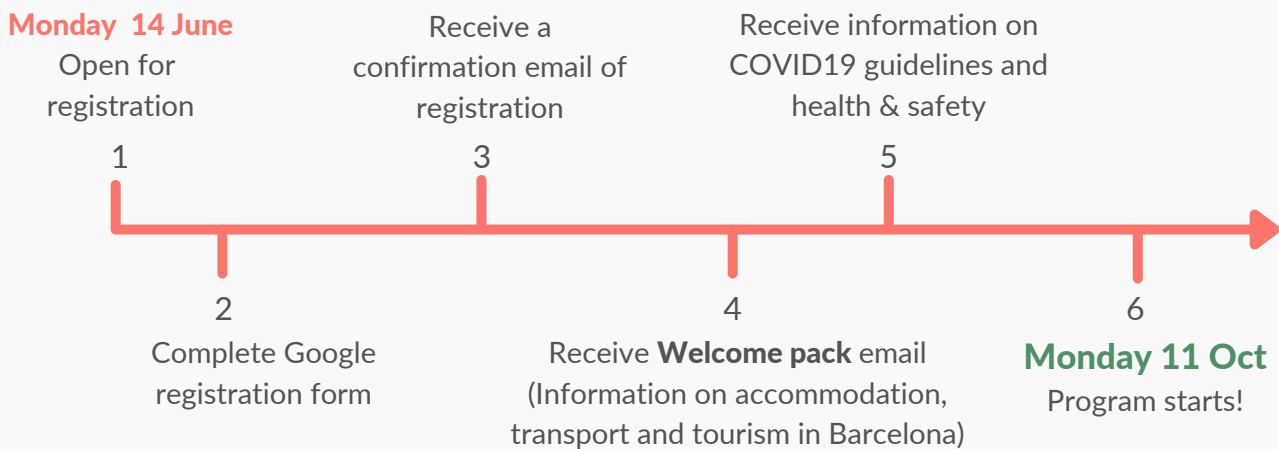 Monday 14 June
Open for
registration
1
2
Complete Google
registration form
Receive a
confirmation email of
registration
3
4
Receive Welcome pack email
(Information on accommodation,
transport and tourism in Barcelona)
Receive information on
COVID19 guidelines and
health & safety
5
6
Monday 11 Oct
Program starts!